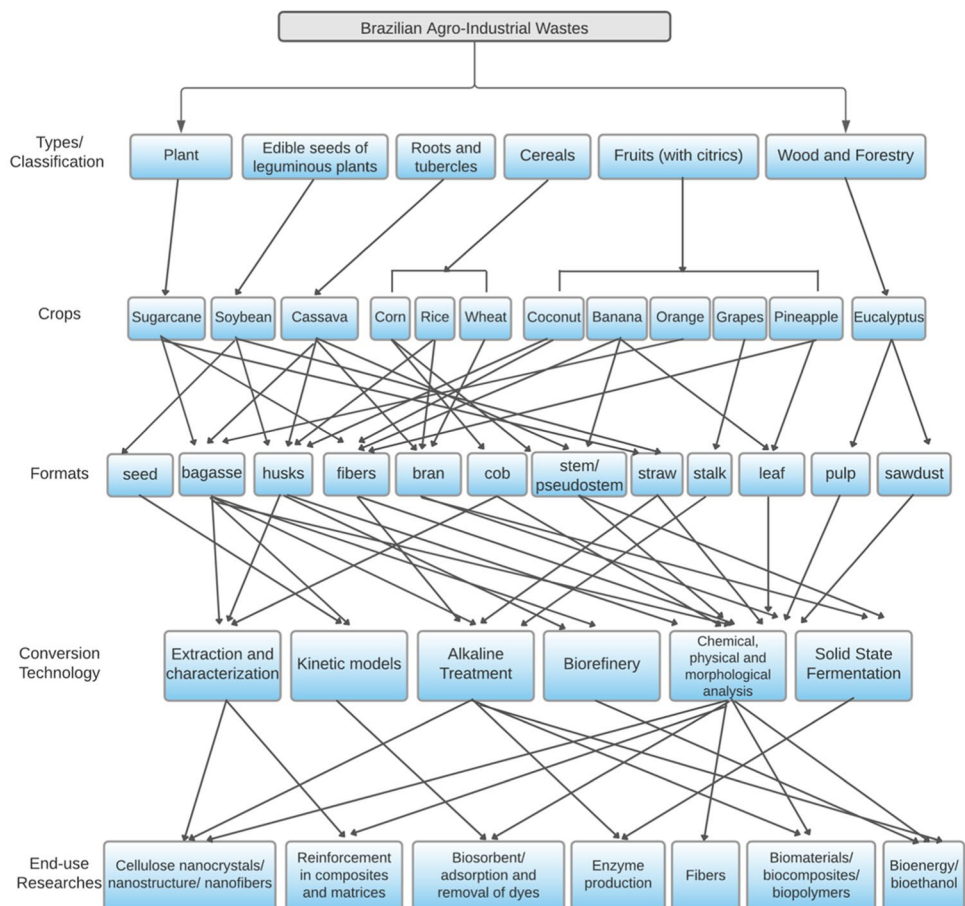 Brazilian Agro-Industrial Wastes
Types/
Classification
Plant
Edible seeds of
leguminous plants
Roots and
tubercles
Cereals
Fruits (with citrics)
Wood and Forestry
Crops
Sugarcane
Soybean
Cassava
Corn
Rice
Wheat
Coconut
Banana
Orange
Grapes
Pineapple
Eucalyptus
Formats
seed
bagasse
husks
fibers
bran
cob
stem/
pseudostem
straw
stalk
leaf
pulp
sawdust
Conversion
Technology
Extraction and
characterization
Kinetic models
Alkaline
Treatment
Biorefinery
Chemical,
physical and
morphological
analysis
Solid State
Fermentation
End-use
Researches
Cellulose nanocrystals/
nanostructure/ nanofibers
Reinforcement
in composites
and matrices
Biosorbent/
adsorption and
removal of dyes
Enzyme
production
Fibers
Biomaterials/
biocomposites/
biopolymers
Bioenergy/
bioethanol